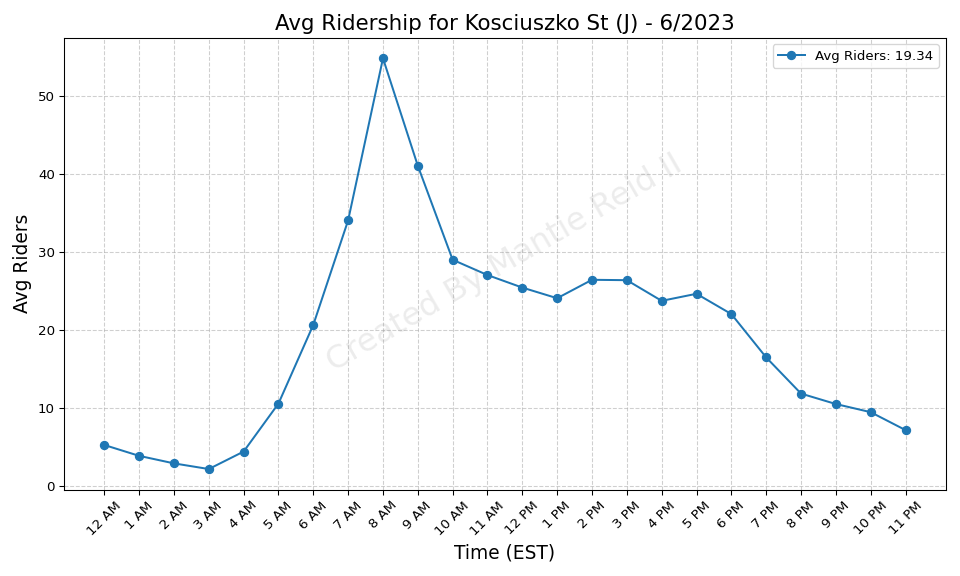 Avg Ridership for Kosciuszko St (J) - 6/2023
Avg Riders: 19.34
Avg Riders
50
40
30
20
10
0
Created By Mantle Reid II
12 AM
1 AM
2 AM
3 AM
4 AM
5 AM
6 AM
7 AM
8 AM
9 AM
10 AM
11 AM
12 PM
1 PM
2 PM
3 PM
4 PM
5 PM
6 PM
7 PM
8 PM
9 PM
10 PM
11 PM
Time (EST)